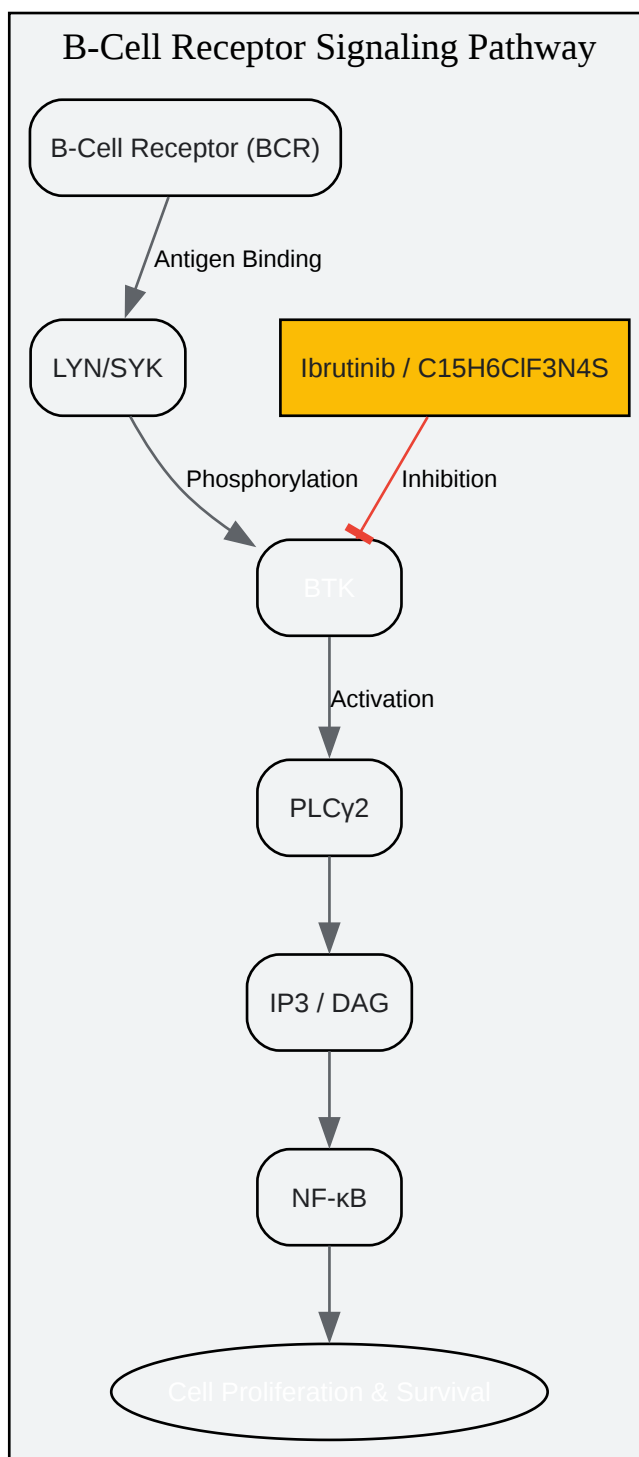 B-Cell Receptor Signaling Pathway
B-Cell Receptor (BCR)
Antigen Binding
LYN/SYK
Ibrutinib / C15H6ClF3N4S
Phosphorylation
Inhibition
BTK
Activation
PLCγ2
IP3 / DAG
NF-κB
Cell Proliferation & Survival